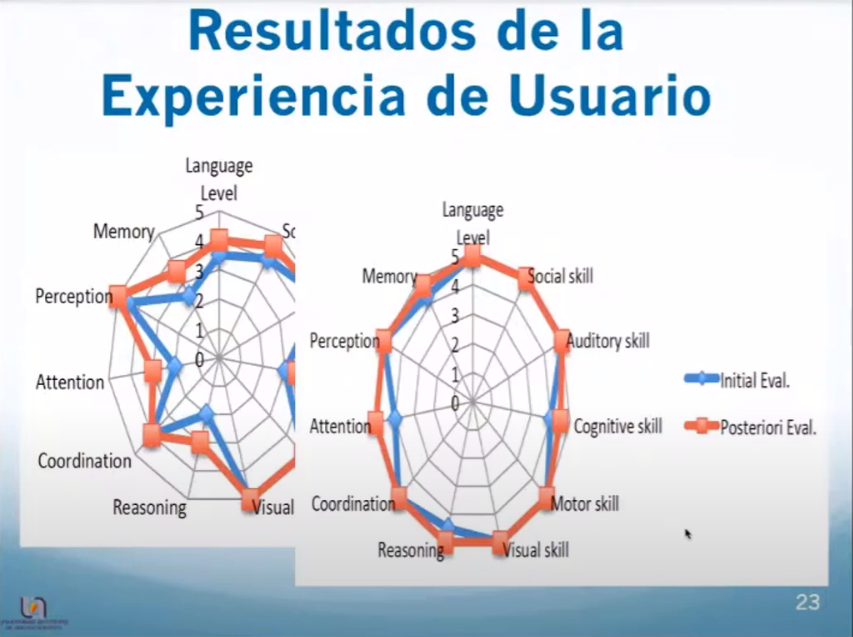 Resultados de la
Experiencia de Usuario
Language
Level
5
4
3
2
1
0
Memory
Perception
Attention
Coordination
Reasoning
Visual
Language
Level
5
4
3
2
1
0
Social skill
Auditory skill
Cognitive skill
Motor skill
Visual skill
Reasoning
Coordination
Attention
Perception
Memory
Initial Eval.
Posteriori Eval.
23